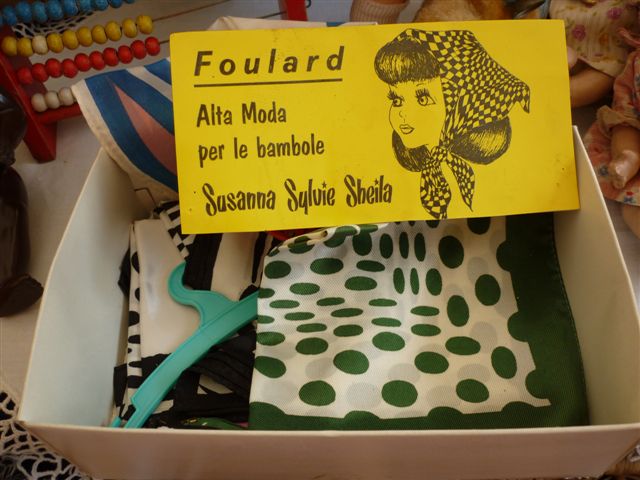 Foulard
Alta Moda
per le bambole
Susanna Sylvie Sheila